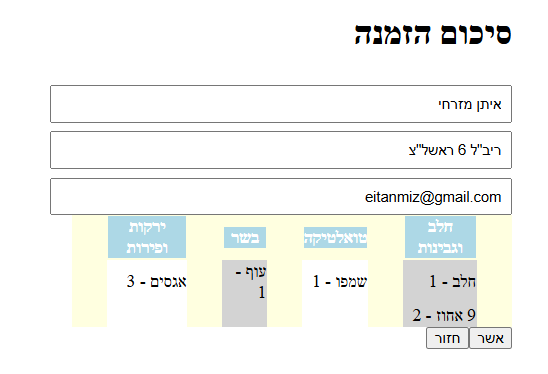 סיכום הזמנה
איתן מזרחי
ריב"ל 6 ראשל"צ
eitanmiz@gmail.com
חלב
וגבינות
טואלטיקה
בשר
ירקות
ופירות
חלב - 1
9 אחוז - 2
שמפו - 1
עוף -
1
אגסים - 3
אשר
חזור